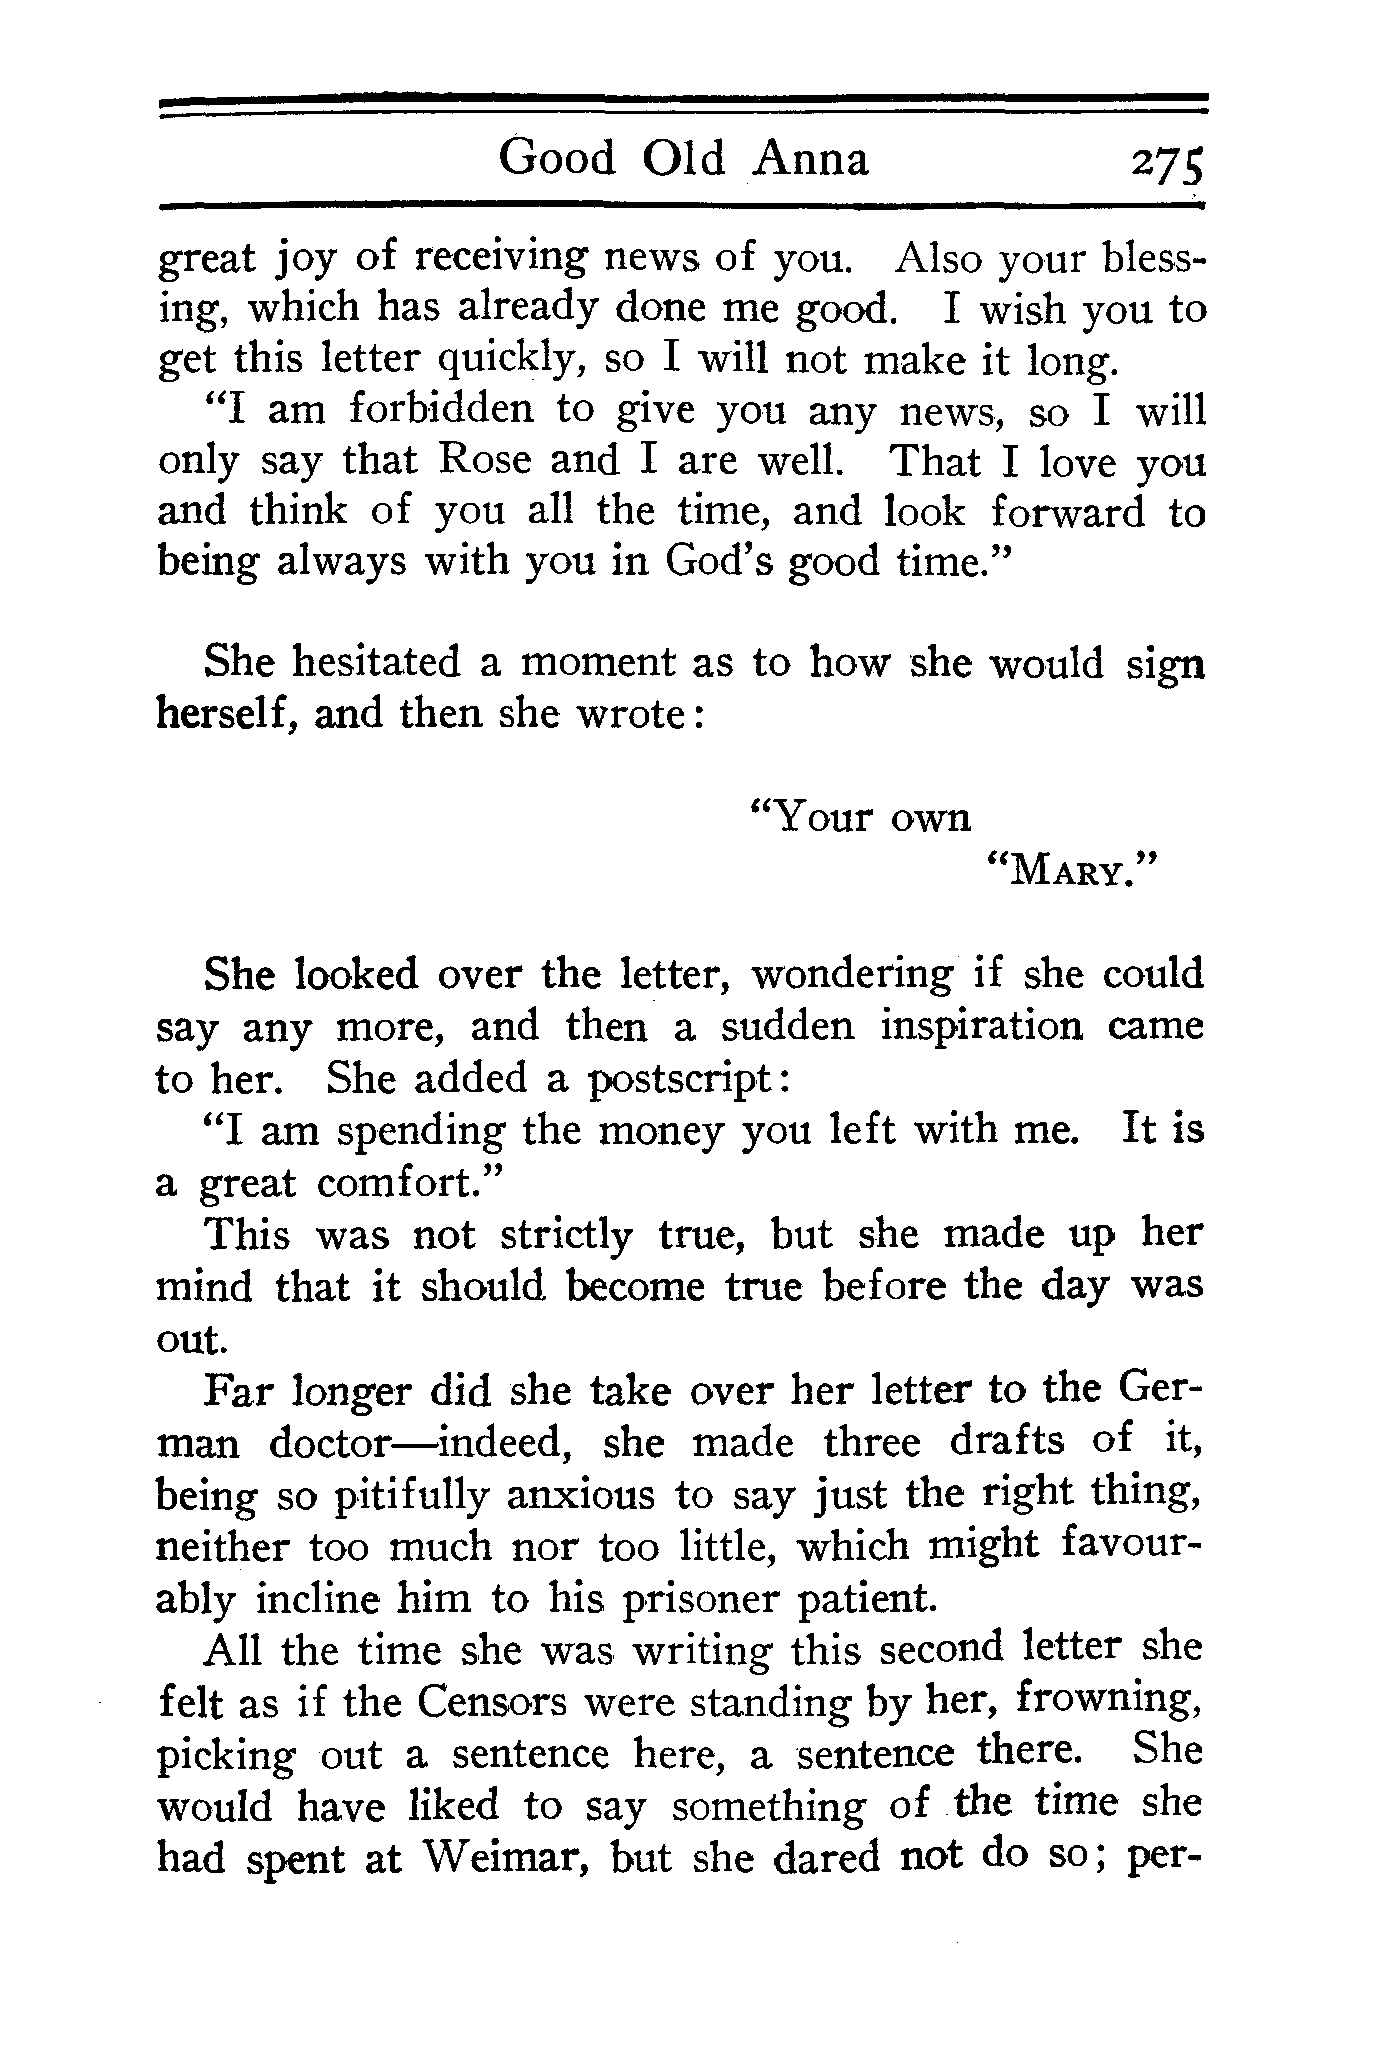 Good Old Anna 275
great joy of receiving news of you. Also your bless-
ing, which has already done me good. I wish you to
get this letter quickly, so I will not make it long.
"I am forbidden to give you any news, so I will
only say that Rose and I are well. That I love you
and think of you all the time, and look forward to
being always with you in God's good time."
She hesitated a moment as to how she would sign
herself, and then she wrote:
"Your own
"MARY."
She looked over the letter, wondering if she could
say any more, and then a sudden inspiration came
to her. She added a postscript:
"I am spending the money you left with me. It is
a great comfort."
This was not strictly true, but she made up her
mind that it should become true before the day was
out.
Far longer did she take over her letter to the Ger-
man doctor—indeed, she made three drafts of it,
being so pitifully anxious to say just the right thing,
neither too much nor too little, which might favour-
ably incline him to his prisoner patient.
All the time she was writing this second letter she
felt as if the Censors were standing by her, frowning,
picking out a sentence here, a sentence there. She
would have liked to say something of the time she
had spent at Weimar, but she dared not do so; per-